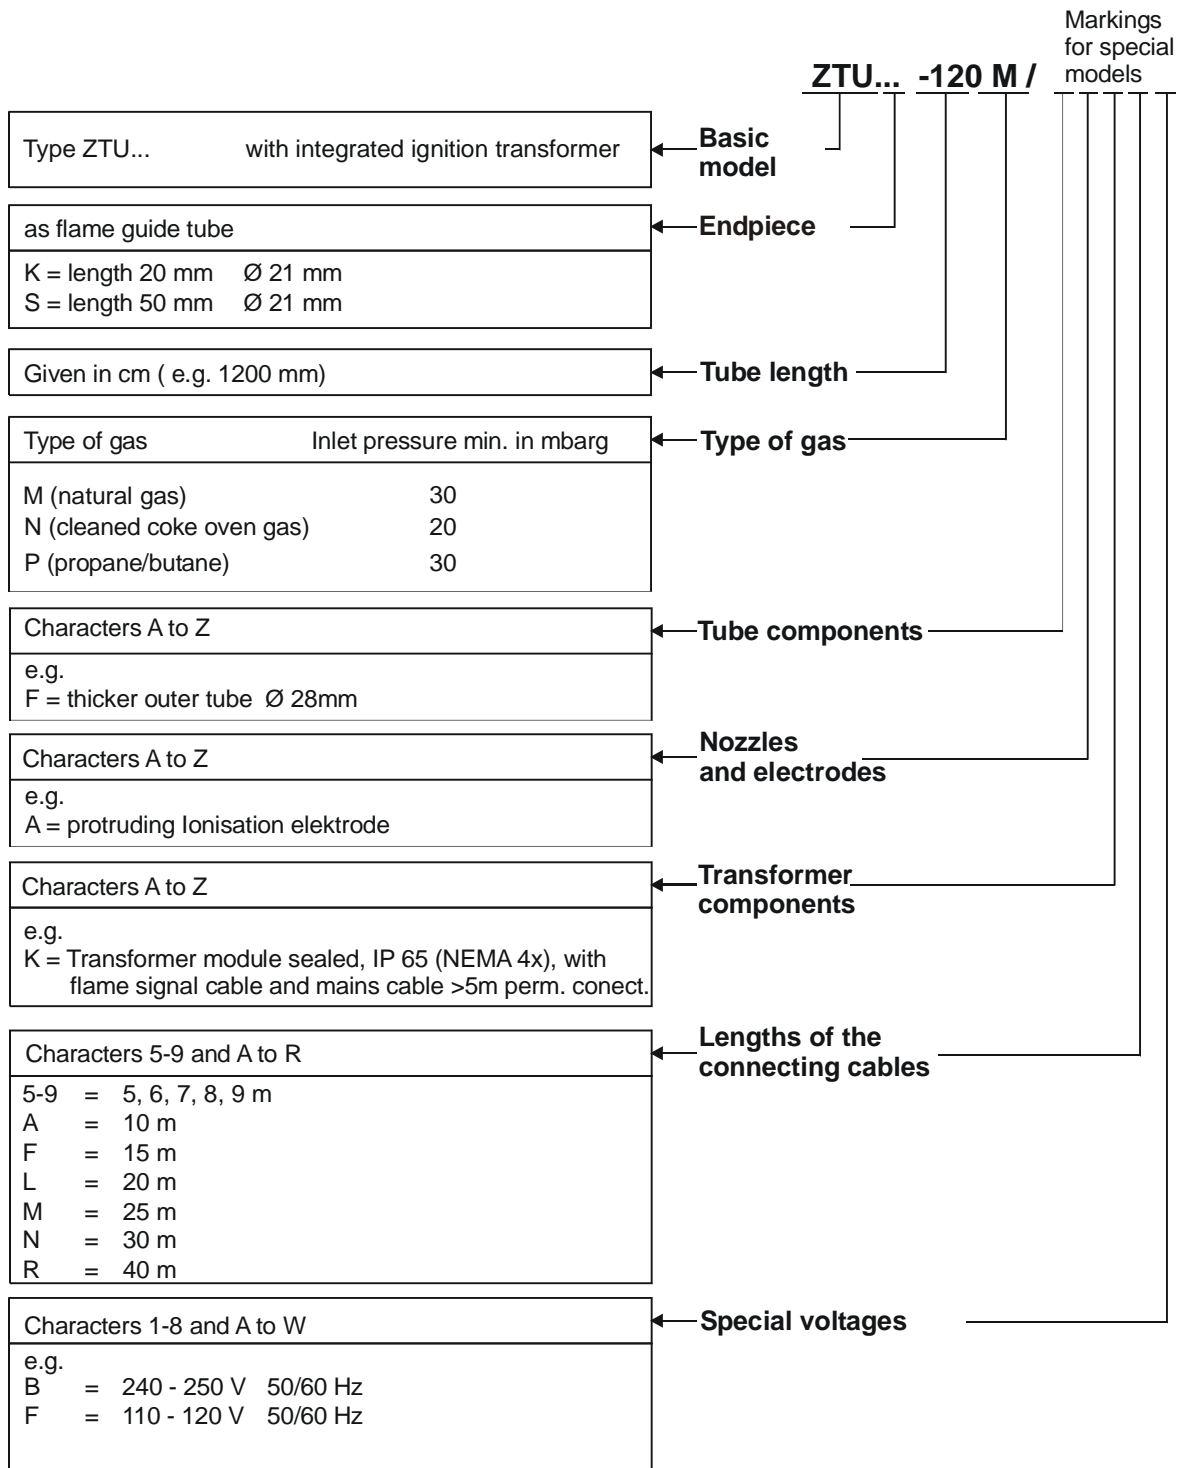 Markings
for special
models
ZTU... -120 M /
Type ZTU... with integrated ignition transformer
Basic
model
as flame guide tube
Endpiece
K = length 20 mm Ø 21 mm
S = length 50 mm Ø 21 mm
Given in cm ( e.g. 1200 mm)
Tube length
Type of gas Inlet pressure min. in mbarg
Type of gas
M (natural gas) 30
N (cleaned coke oven gas) 20
P (propane/butane) 30
Characters A to Z
Tube components
e.g.
F = thicker outer tube Ø 28mm
Characters A to Z
Nozzles
and electrodes
e.g.
A = protruding Ionisation elektrode
Characters A to Z
Transformer
components
e.g.
K = Transformer module sealed, IP 65 (NEMA 4x), with
flame signal cable and mains cable >5m perm. conect.
Characters 5-9 and A to R
Lengths of the
connecting cables
5-9 = 5, 6, 7, 8, 9 m
A = 10 m
F = 15 m
L = 20 m
M = 25 m
N = 30 m
R = 40 m
Characters 1-8 and A to W
Special voltages
e.g.
B = 240 - 250 V 50/60 Hz
F = 110 - 120 V 50/60 Hz